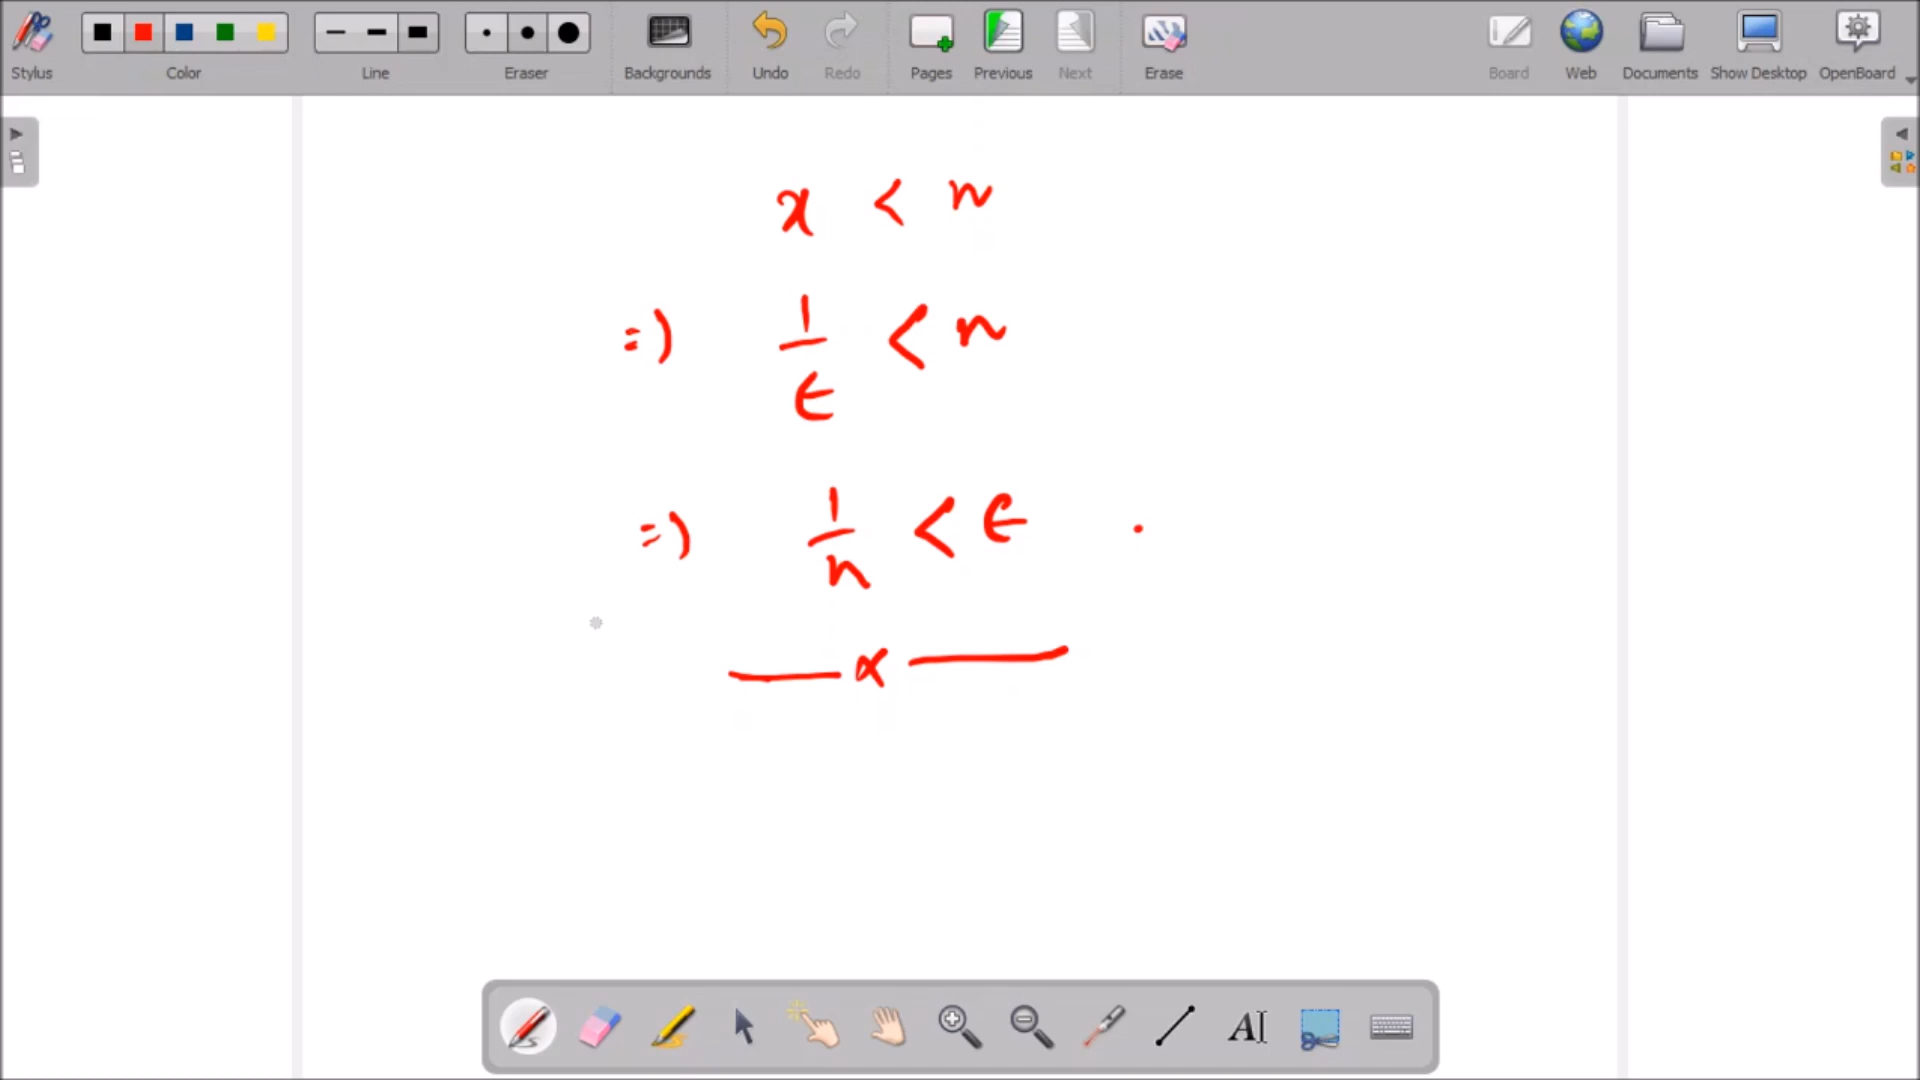 Stylus Color Line Eraser Backgrounds Undo Redo Pages Previous Next Erase Board Web Documents Show Desktop OpenBoard
x < n
=) 1/ε < n
=) 1/n < ε .
—— x ——
AI